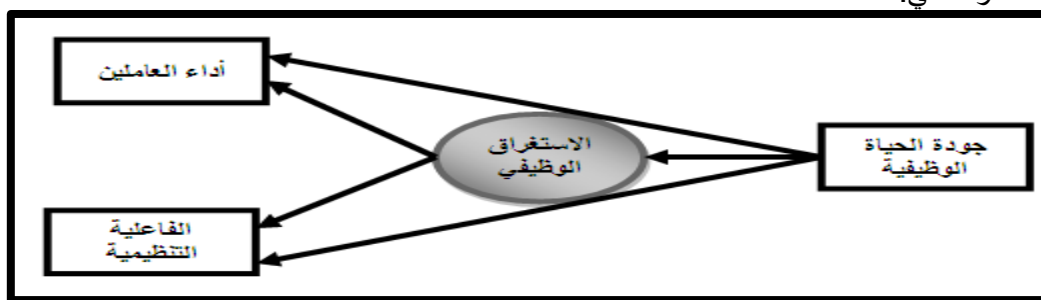 أداء العاملين
الاستغراق
الوظيفي
جودة الحياة
الوظيفية
الفاعلية
التنظيمية